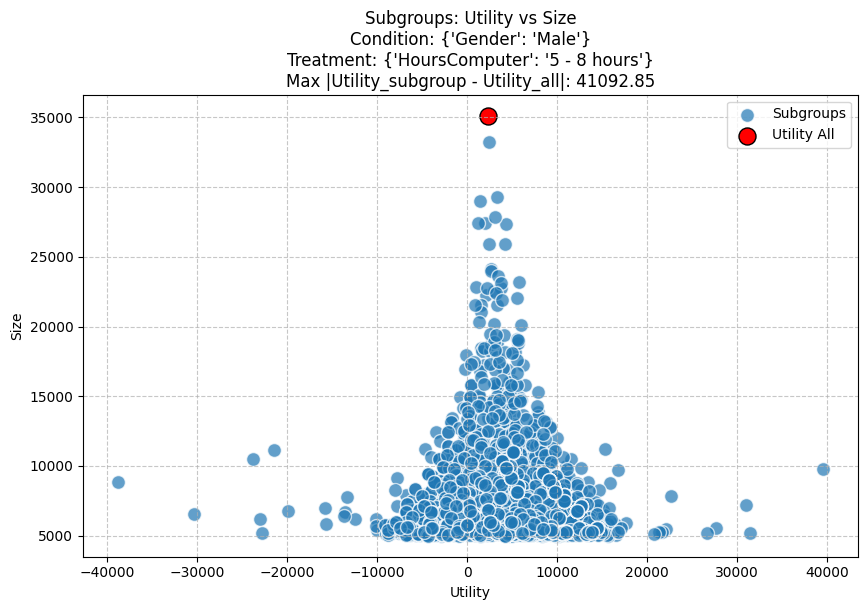 Subgroups: Utility vs Size
Condition: {'Gender': 'Male'}
Treatment: {'HoursComputer': '5 - 8 hours'}
Max |Utility_subgroup - Utility_all|: 41092.85
Subgroups
Utility All
35000
30000
25000
20000
15000
10000
5000
Size
−40000 −30000 −20000 −10000 0 10000 20000 30000 40000
Utility